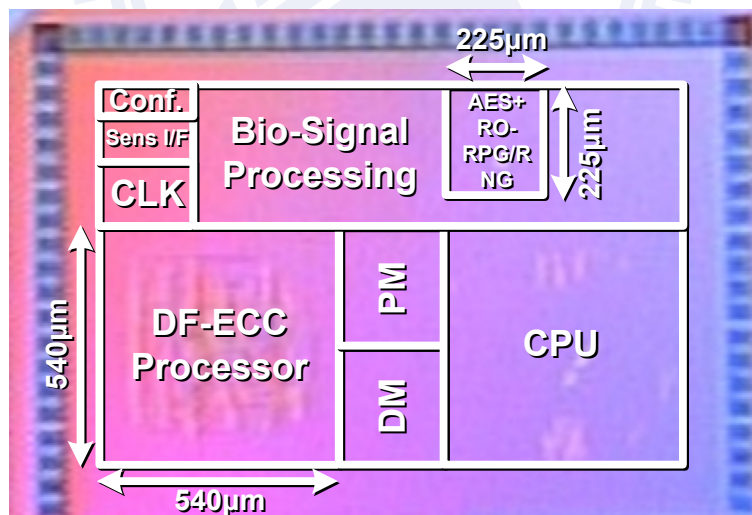 225μm
Conf.
Sens I/F
CLK
Bio-Signal
Processing
AES+
RO-
RPG/R
NG
225μm
540μm
DF-ECC
Processor
PM
DM
CPU
540μm